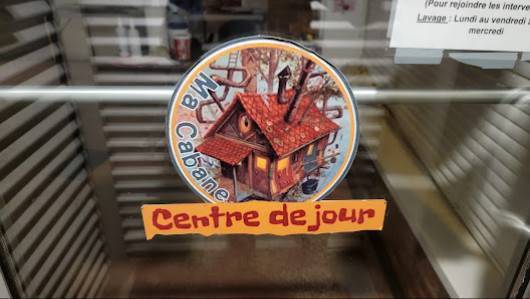 (Pour rejoindre les interve
Lavage : Lundi au vendredi
mercredi
Ma Cabane
Centre de jour